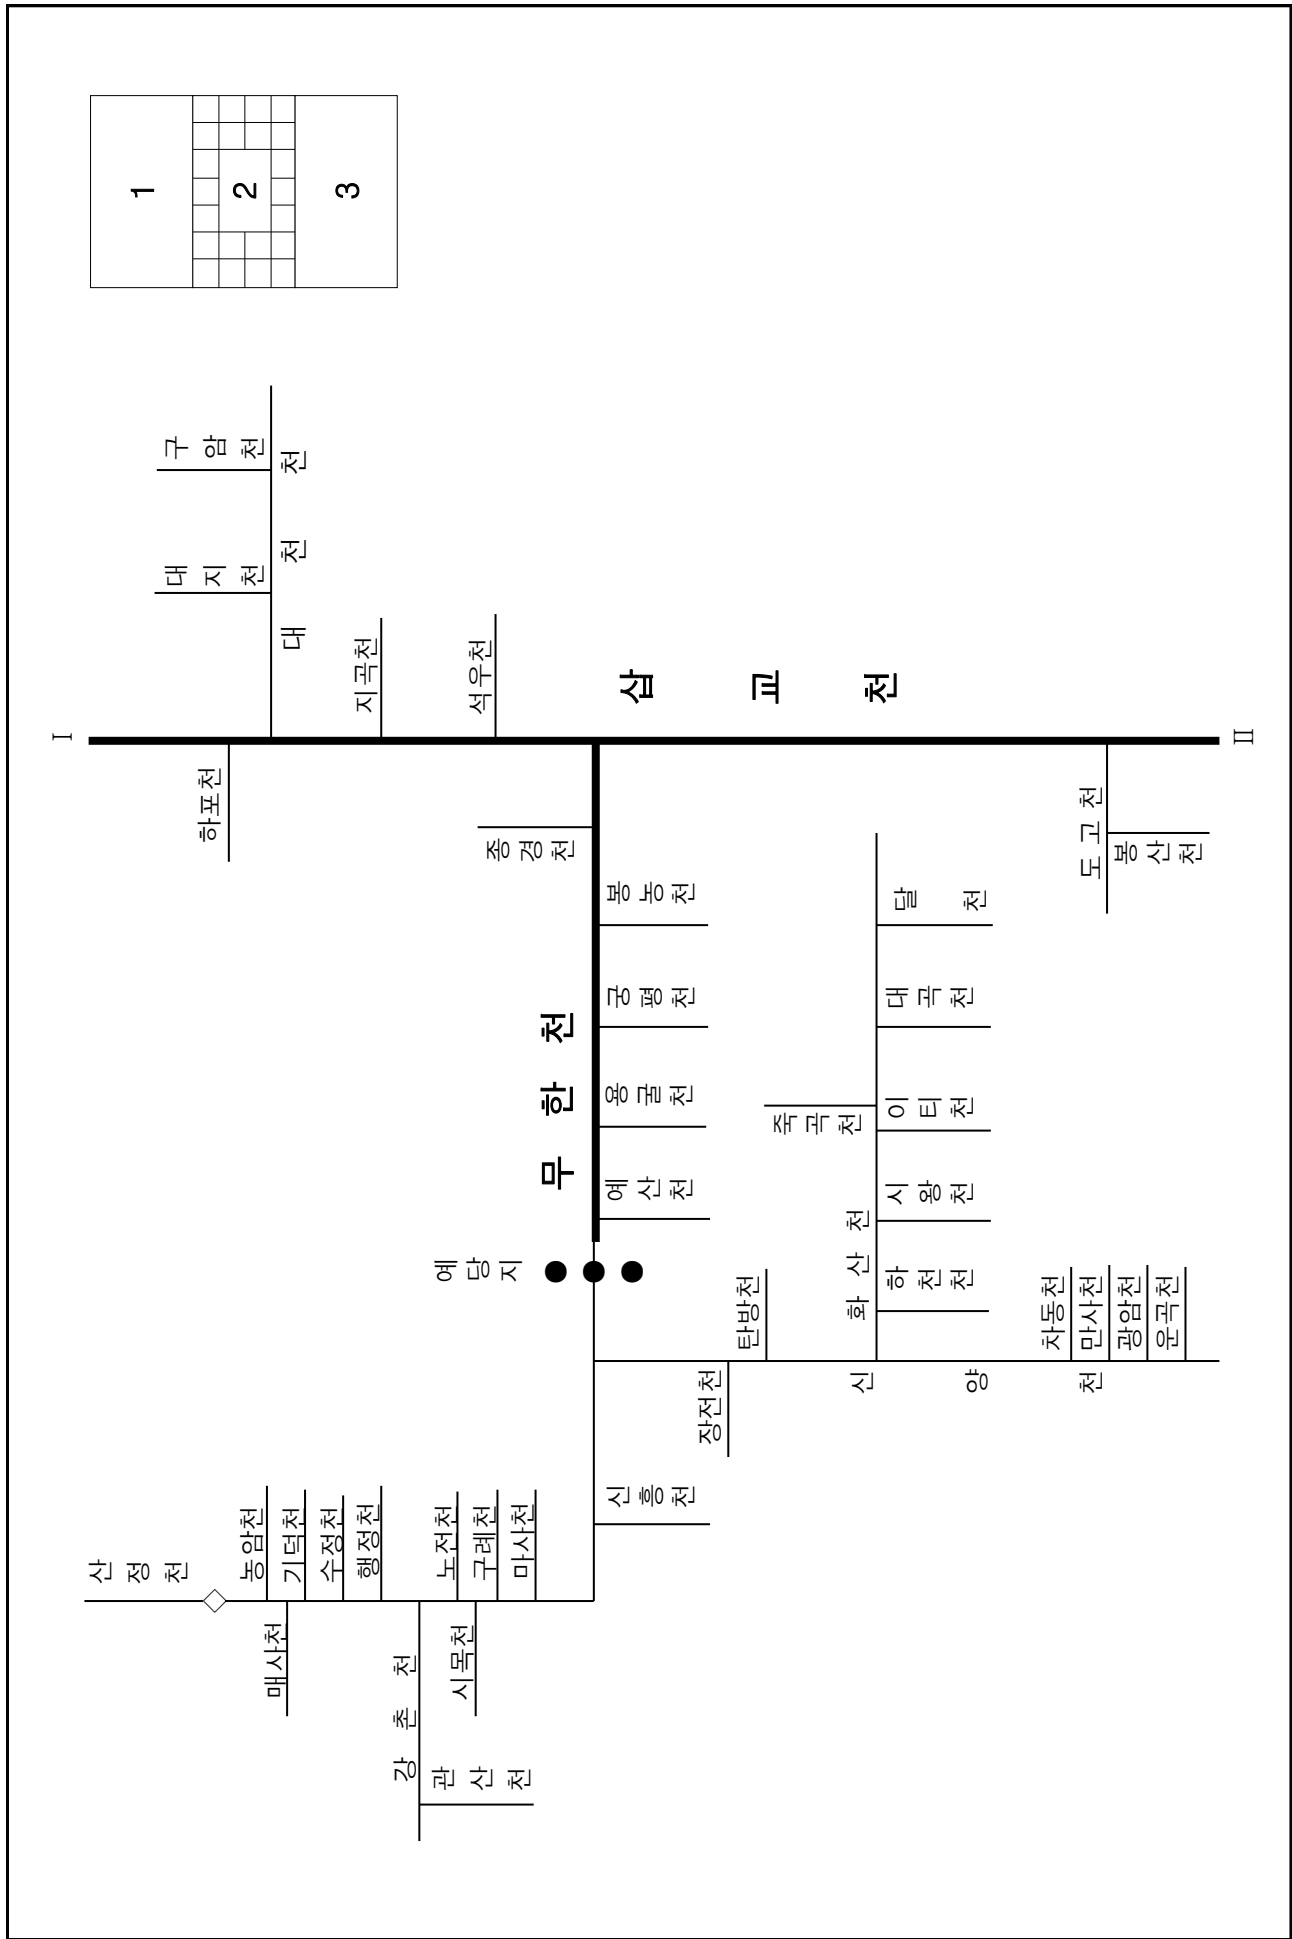 1
2
3
구암천
대지천
대천천
지곡천
석우천
삽교천
Ⅰ
Ⅱ
하포천
종경천
봉농천
궁평천
용굴천
예산천
무한천
도고천
봉산천
달천
대곡천
이티천
죽곡천
시왕천
하천천
화산천
예당지
탄방천
장전천
신양천
차동천
만사천
광암천
운곡천
신흥천
산정천
농암천
기덕천
수정천
행정천
노전천
구례천
마사천
매사천
강촌천
시목천
관산천